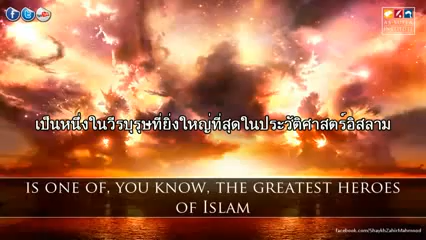 เป็นหนึ่งในวีรบุรุษที่ยิ่งใหญ่ที่สุดในประวัติศาสตร์อิสลาม
IS ONE OF, YOU KNOW, THE GREATEST HEROES
OF ISLAM
facebook.com/ShaykhZahirMahmood